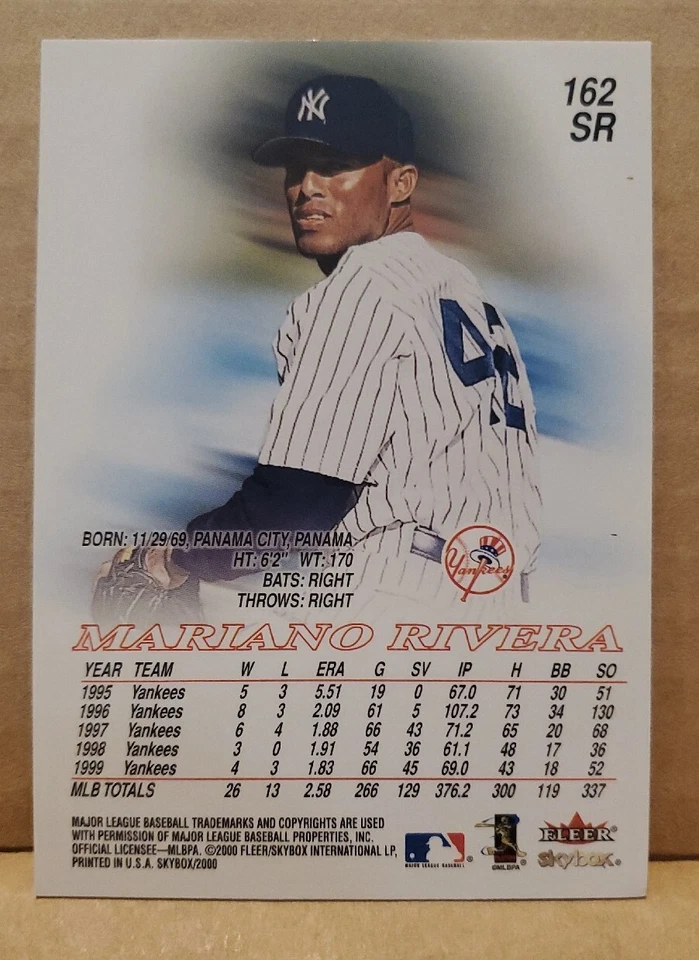 162
SR
NY
42
BORN: 11/29/69, PANAMA CITY, PANAMA
HT: 6'2" WT: 170
BATS: RIGHT
THROWS: RIGHT
Yankees
MARIANO RIVERA
YEAR TEAM W L ERA G SV IP H BB SO
1995 Yankees 5 3 5.51 19 0 67.0 71 30 51
1996 Yankees 8 3 2.09 61 5 107.2 73 34 130
1997 Yankees 6 4 1.88 66 43 71.2 65 20 68
1998 Yankees 3 0 1.91 54 36 61.1 48 17 36
1999 Yankees 4 3 1.83 66 45 69.0 43 18 52
MLB TOTALS 26 13 2.58 266 129 376.2 300 119 337
MAJOR LEAGUE BASEBALL TRADEMARKS AND COPYRIGHTS ARE USED
WITH PERMISSION OF MAJOR LEAGUE BASEBALL PROPERTIES, INC.
OFFICIAL LICENSEE—MLBPA. ©2000 FLEER/SKYBOX INTERNATIONAL LP,
PRINTED IN U.S.A. SKYBOX/2000
MAJOR LEAGUE BASEBALL
®
©MLBPA
FLEER
skybox®